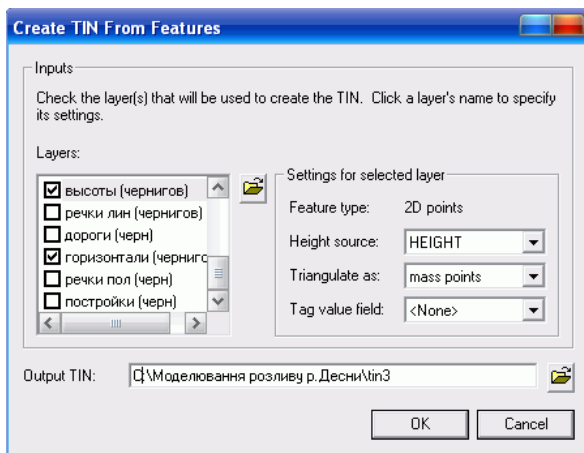 Create TIN From Features
Inputs
Check the layer(s) that will be used to create the TIN. Click a layer's name to specify
its settings.
Layers:
высоты (чернигов)
речки лин (чернигов)
дороги (черн)
горизонтали (черниго
речки пол (черн)
постройки (черн)
Settings for selected layer
Feature type: 2D points
Height source: HEIGHT
Triangulate as: mass points
Tag value field: <None>
Output TIN: C:\Моделювання розливу р.Десни\tin3
OK Cancel